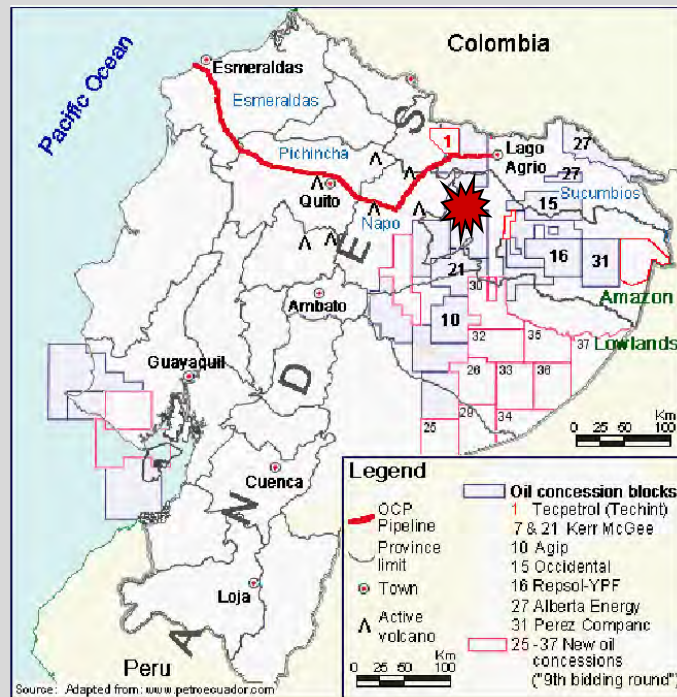 Colombia
Pacific Ocean
Esmeraldas
Esmeraldas
S
1
Lago
Agrio
27
27
Pichincha
15
Sucumbios
Quito
Napo
E
21
16
31
30
Amazon
Ambato
10
32
35
37
Lowlands
Guayaquil
26
33
36
D
29
34
25
Km
0 25 50 100
N
Cuenca
Loja
A
Peru
Legend
OCP
Pipeline
Province
limit
Town
Active
volcano
Km
0 25 50 100
Oil concession blocks
1 Tecpetrol (Techint)
7 & 21 Kerr McGee
10 Agip
15 Occidental
16 Repsol-YPF
27 Alberta Energy
31 Perez Companc
25 -37 New oil
concessions
("9th bidding round")
Source: Adapted from: www.petroecuador.com